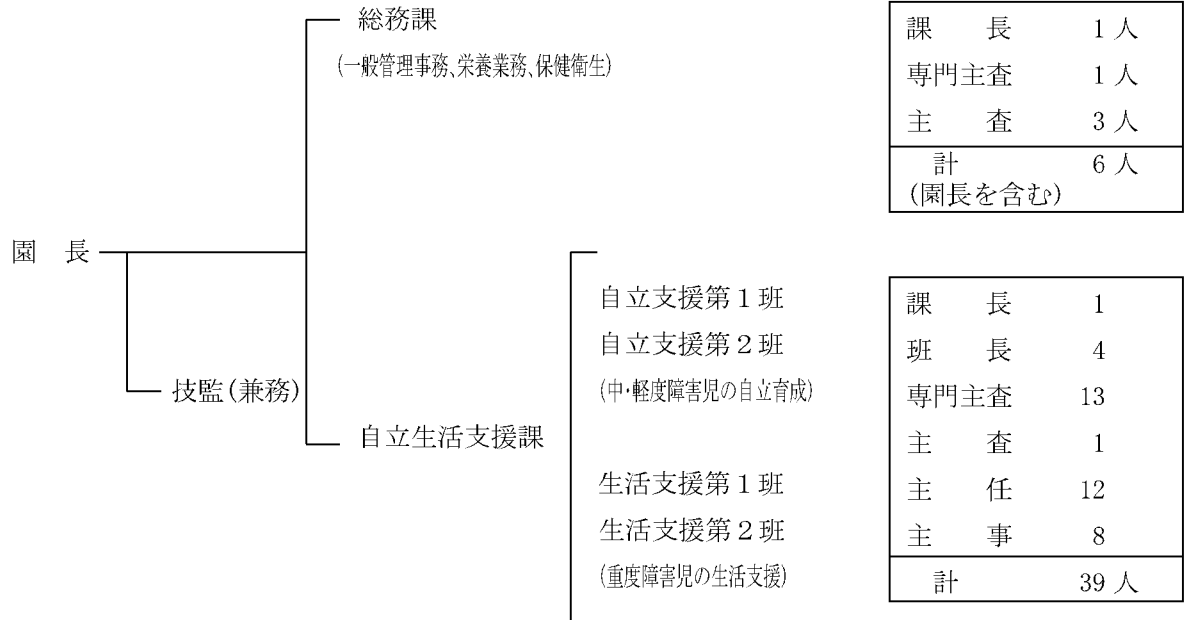 総務課
(一般管理事務、栄養業務、保健衛生)
課　　長　1人
専門主査　1人
主　　査　3人
計　6人
(園長を含む)
園　長
技監(兼務)
自立生活支援課
自立支援第1班
自立支援第2班
(中・軽度障害児の自立育成)
生活支援第1班
生活支援第2班
(重度障害児の生活支援)
課　　長　1
班　　長　4
専門主査　13
主　　査　1
主　　任　12
主　　事　8
計　39人